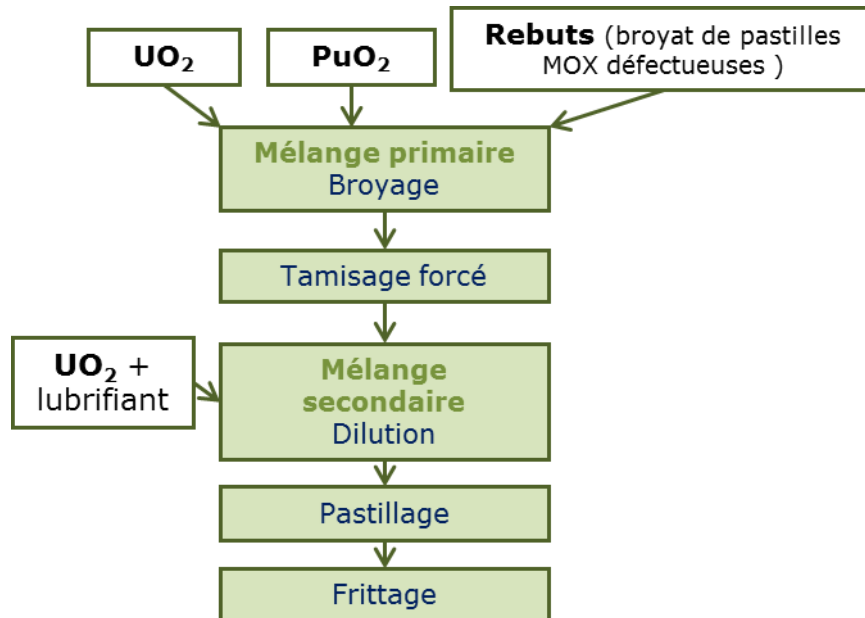 UO₂
PuO₂
Rebuts (broyat de pastilles
MOX défectueuses )
Mélange primaire
Broyage
Tamisage forcé
UO₂ +
lubrifiant
Mélange
secondaire
Dilution
Pastillage
Frittage